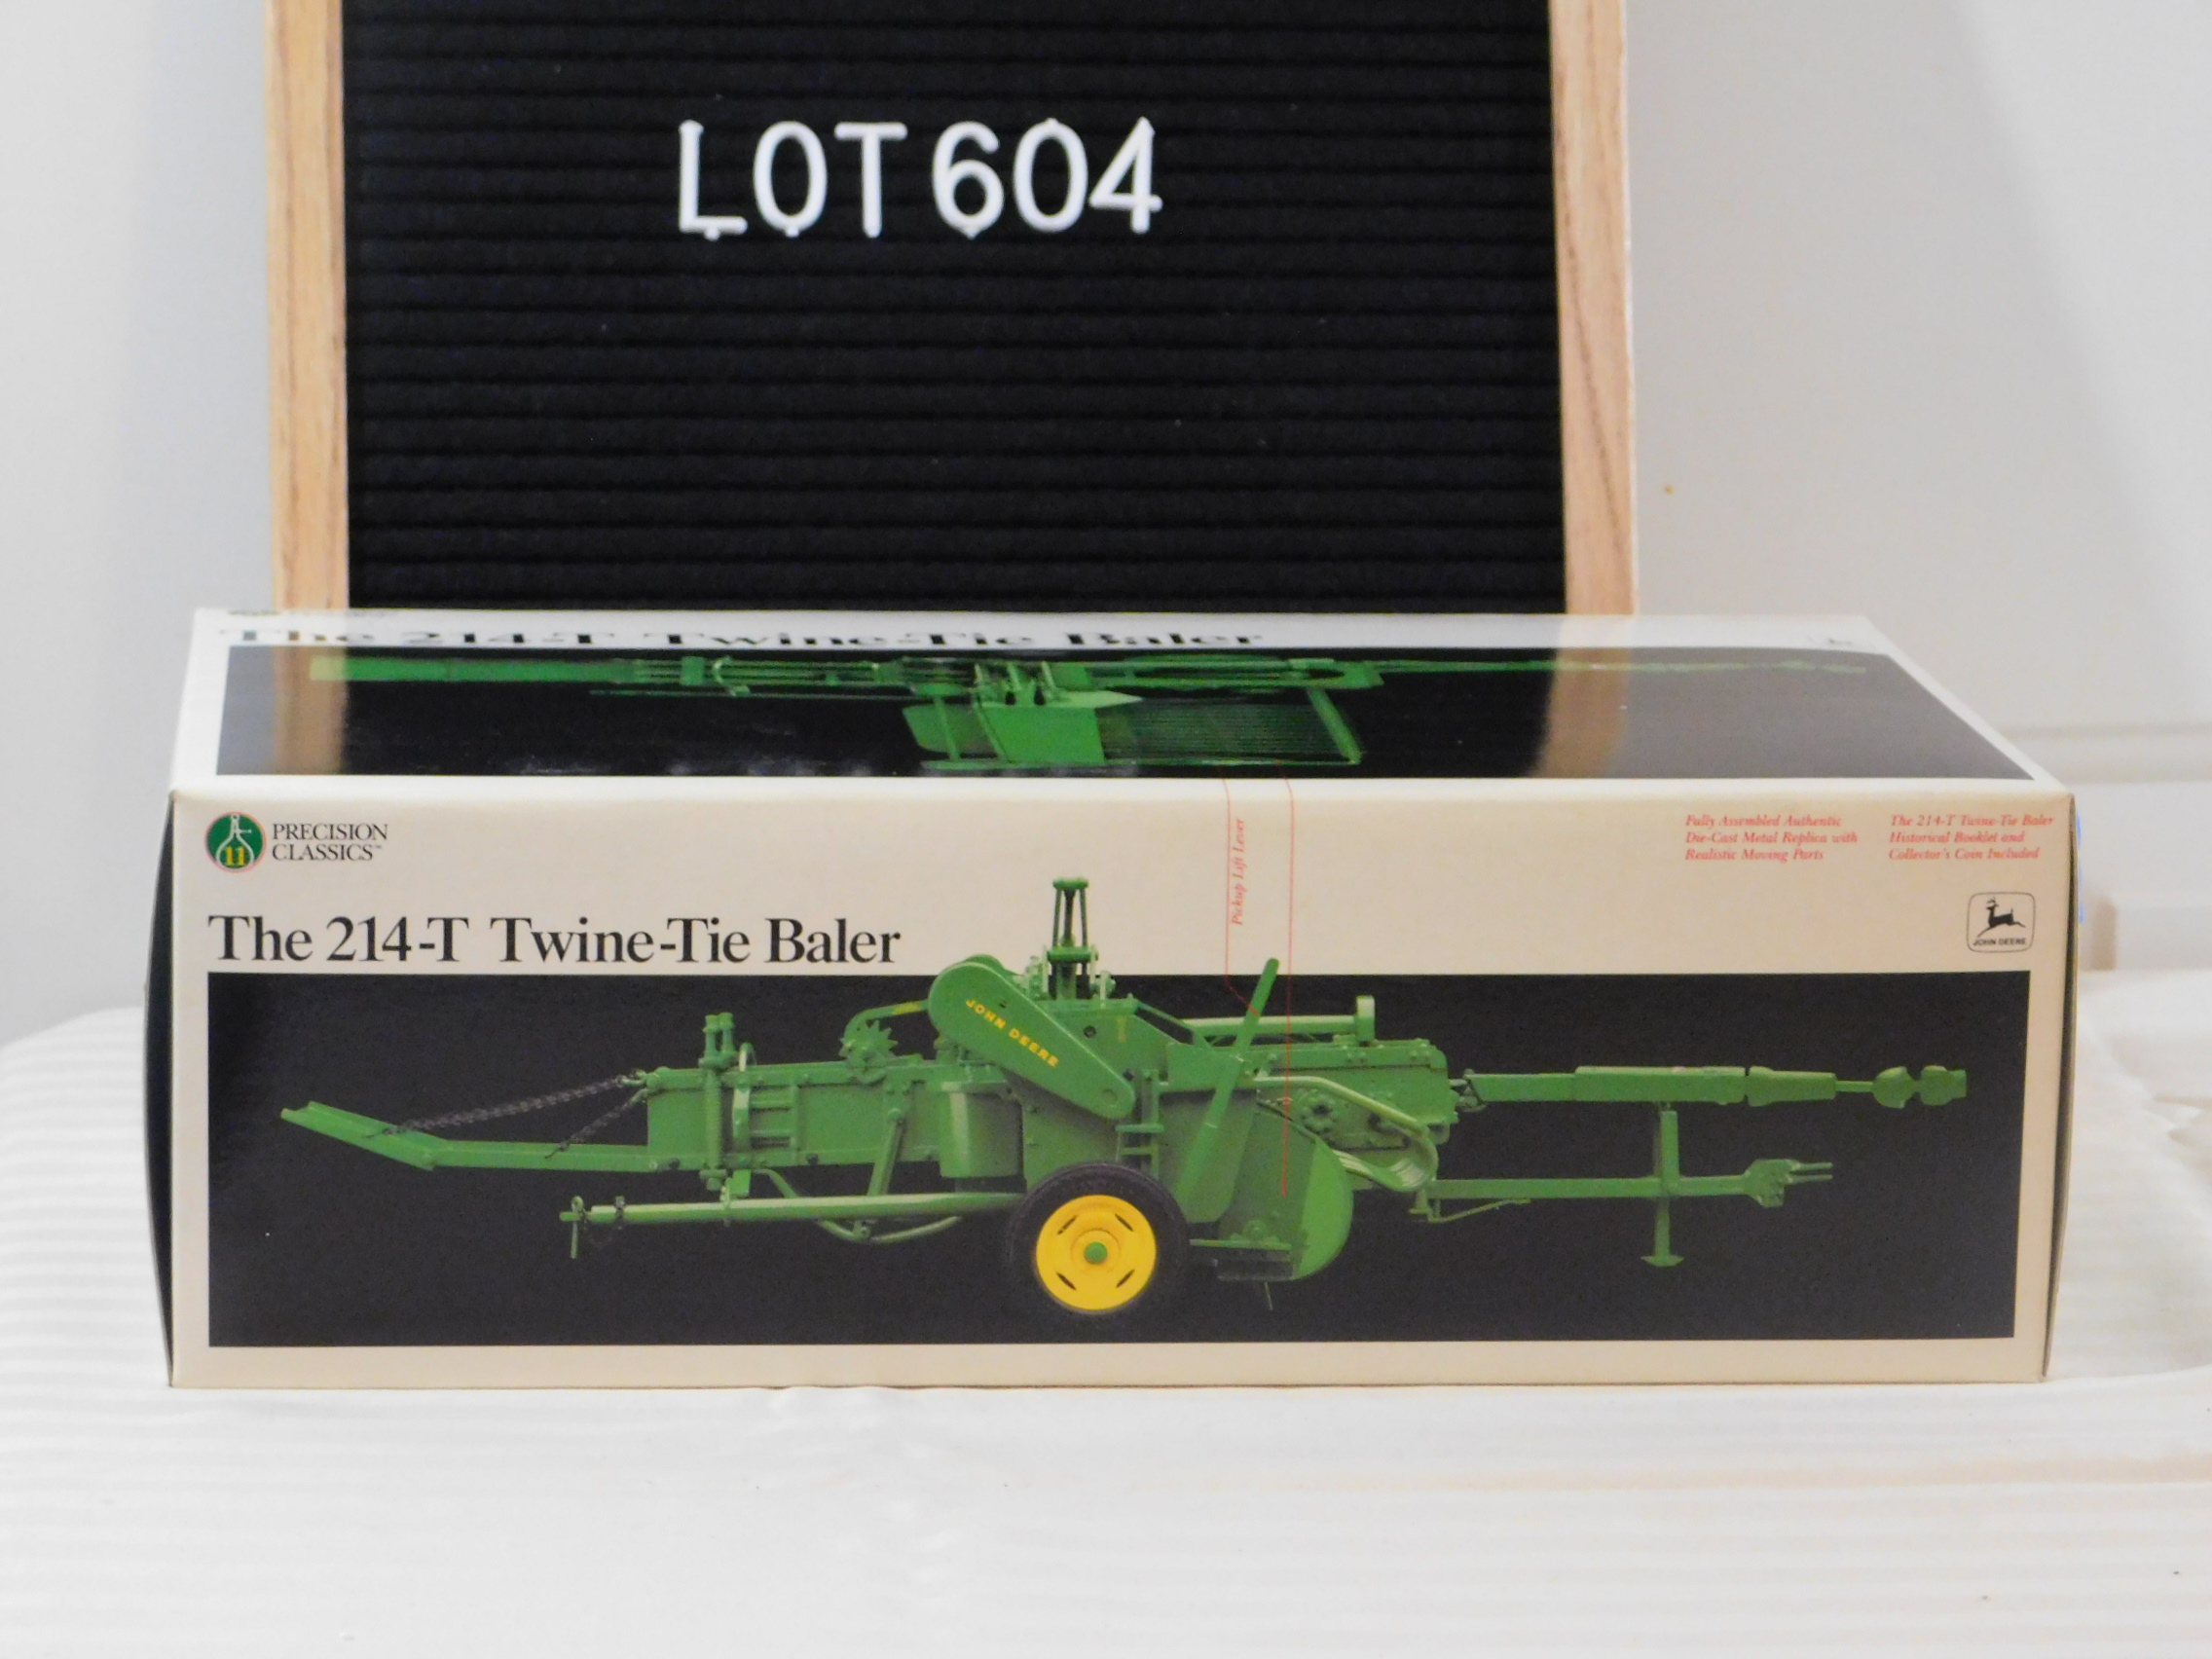 LOT 604
The 214-T Twine-Tie Baler
11
PRECISION
CLASSICS™
Pickup Lift Lever
Fully Assembled Authentic
Die-Cast Metal Replica with
Realistic Moving Parts
The 214-T Twine-Tie Baler
Historical Booklet and
Collector's Coin Included
The 214-T Twine-Tie Baler
JOHN DEERE
JOHN DEERE